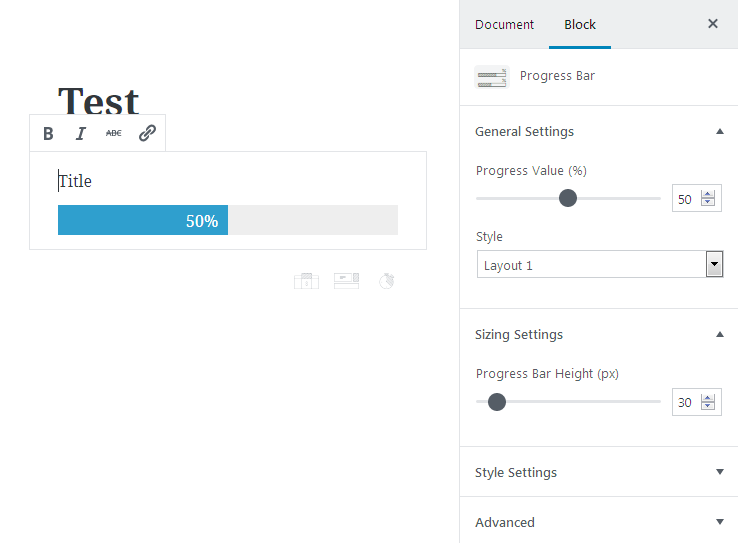 Document Block ✕
Progress Bar
Test
B I ABC
General Settings
Title
Progress Value (%)
50
50%
Style
Layout 1
Sizing Settings
Progress Bar Height (px)
30
Style Settings
Advanced